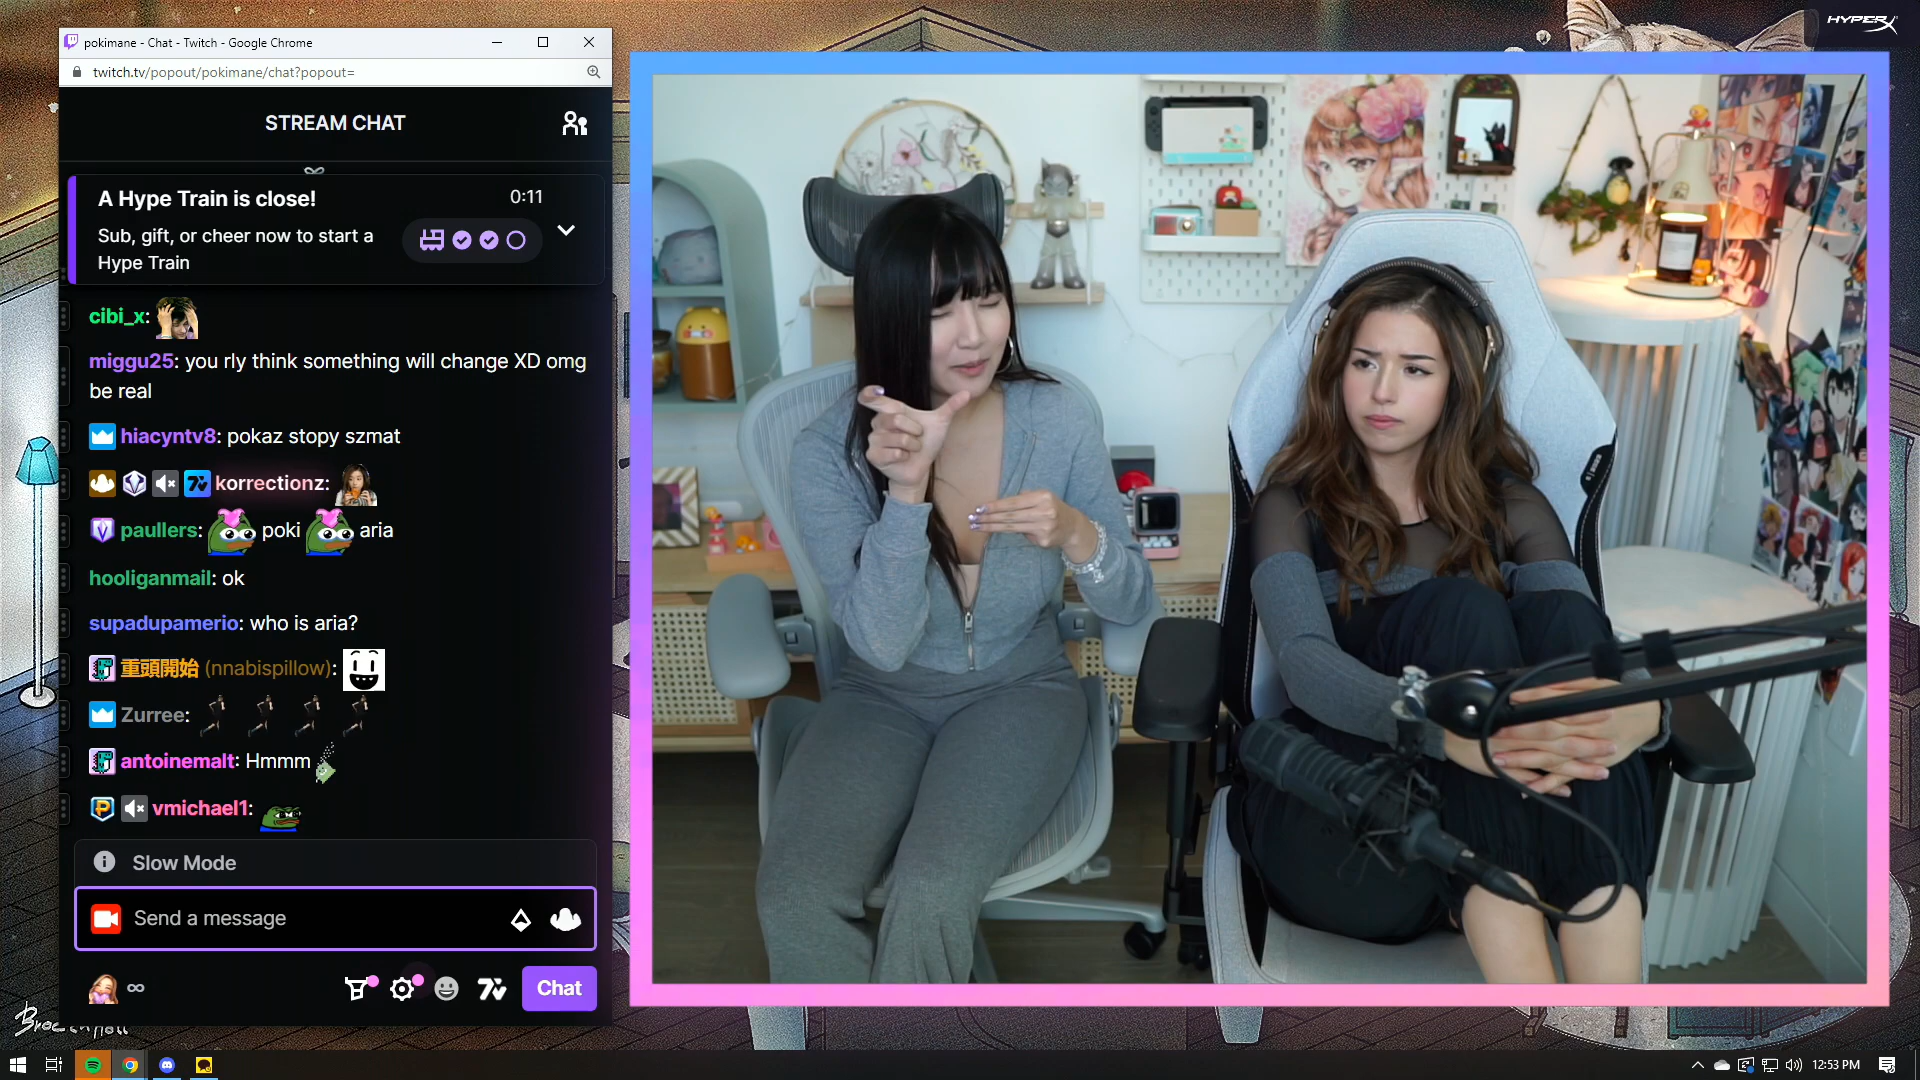 HYPERX
pokimane - Chat - Twitch - Google Chrome
twitch.tv/popout/pokimane/chat?popout=
STREAM CHAT
A Hype Train is close!
0:11
Sub, gift, or cheer now to start a
Hype Train
cibi_x:
miggu25: you rly think something will change XD omg
be real
hiacyntv8: pokaz stopy szmat
korrectionz:
paullers: poki aria
hooliganmail: ok
supadupamerio: who is aria?
重頭開始 (nnabispillow):
Zurree:
antoinemalt: Hmmm
vmichael1:
Slow Mode
Send a message
∞
Chat
12:53 PM